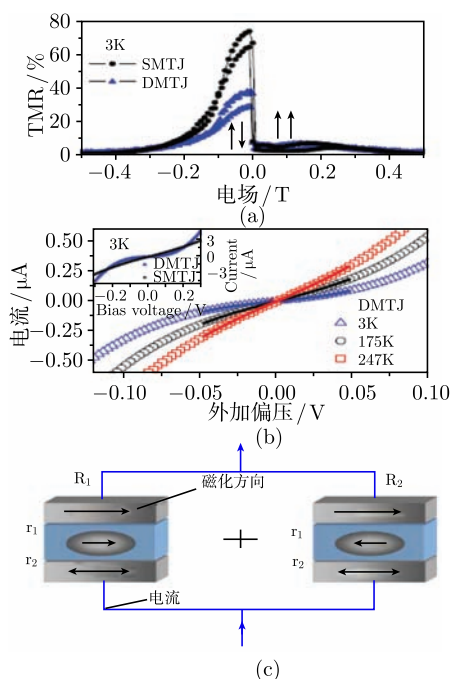 80
60
40
20
0
TMR/%
3K
SMTJ
DMTJ
−0.4 −0.2 0.0 0.2 0.4
电场/T
(a)
0.50
0.25
0.00
−0.25
−0.50
电流/μA
3K
DMTJ
SMTJ
−0.3 0.0 0.3
Bias voltage/V
3
0
−3
Current
/μA
DMTJ
3K
175K
247K
−0.10 −0.05 0.00 0.05 0.10
外加偏压/V
(b)
R1 磁化方向 R2
r1 r1
r2 r2
电流
(c)